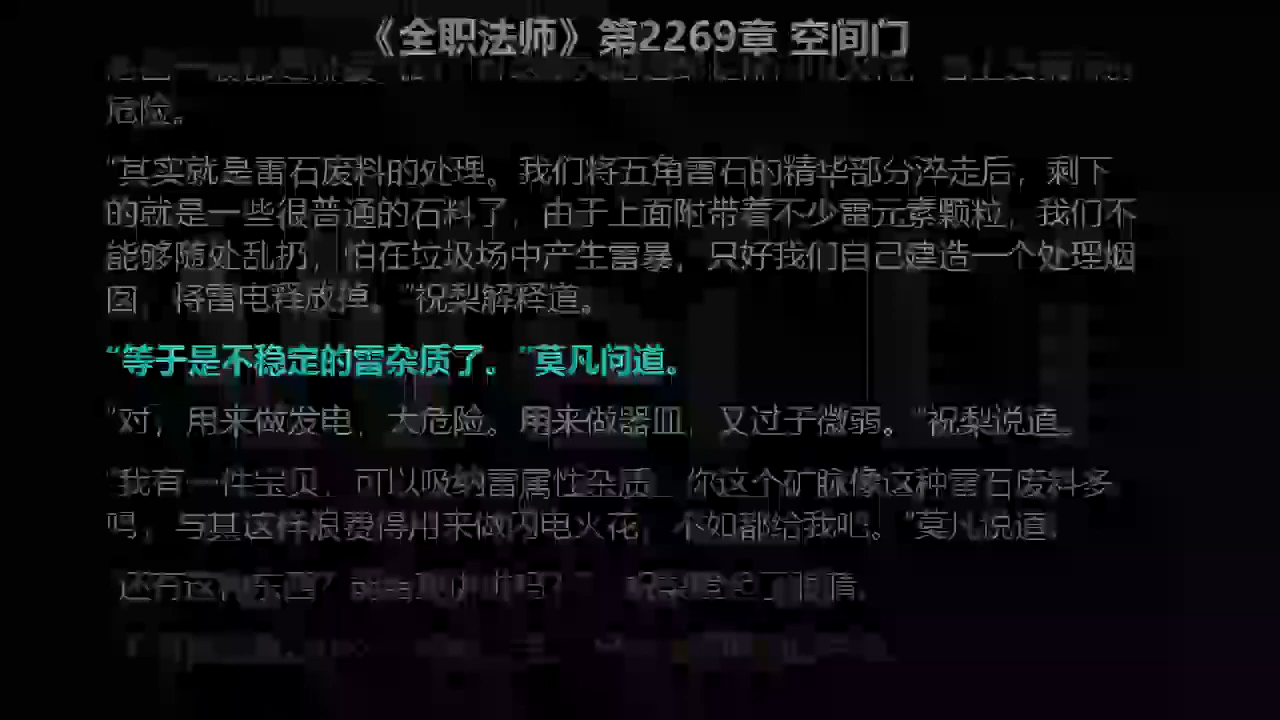 《全职法师》第2269章 空间门
危险。
“其实就是雷石废料的处理。我们将五角雷石的精华部分淬走后，剩下
的就是一些很普通的石料了，由于上面附带着不少雷元素颗粒，我们不
能够随处乱扔，怕在垃圾场中产生雷暴，只好我们自己建造一个处理烟
囱，将雷电释放掉。”祝梨解释道。
“等于是不稳定的雷杂质了。”莫凡问道。
“对，用来做发电，太危险。用来做器皿，又过于微弱。”祝梨说道。
“我有一件宝贝，可以吸纳雷属性杂质，你这个矿脉像这种雷石废料多
吗，与其这样浪费得用来做闪电火花，不如都给我吧。”莫凡说道。